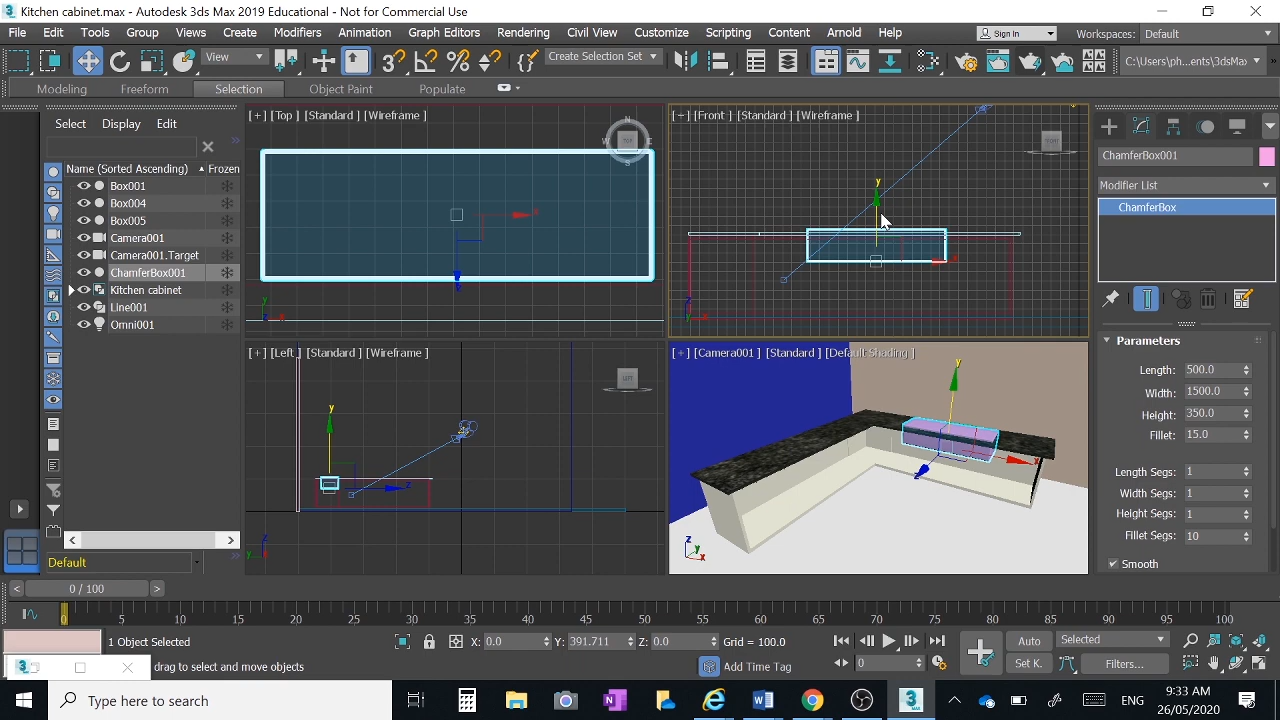 Kitchen cabinet.max - Autodesk 3ds Max 2019 Educational - Not for Commercial Use
File Edit Tools Group Views Create Modifiers Animation Graph Editors Rendering Civil View Customize Scripting Content Arnold Help Sign In Workspaces: Default
View Create Selection Set C:\Users\ph...ents\3dsMax
Modeling Freeform Selection Object Paint Populate
Select Display Edit
[+] [Top] [Standard] [Wireframe]
[+] [Front] [Standard] [Wireframe]
ChamferBox001
Name (Sorted Ascending) Frozen
Modifier List
Box001
Box004
Box005
Camera001
Camera001.Target
ChamferBox001
Kitchen cabinet
Line001
Omni001
ChamferBox
Parameters
Length: 500.0
Width: 1500.0
Height: 350.0
Fillet: 15.0
Length Segs: 1
Width Segs: 1
Height Segs: 1
Fillet Segs: 10
Smooth
[+] [Left] [Standard] [Wireframe]
[+] [Camera001] [Standard] [Default Shading]
Default
0 / 100
0 5 10 15 20 25 30 35 40 45 50 55 60 65 70 75 80 85 90 95 100
1 Object Selected X: 0.0 Y: 391.711 Z: 0.0 Grid = 100.0 Auto Selected
drag to select and move objects Add Time Tag 0 Set K. Filters...
Type here to search
ENG
9:33 AM
26/05/2020